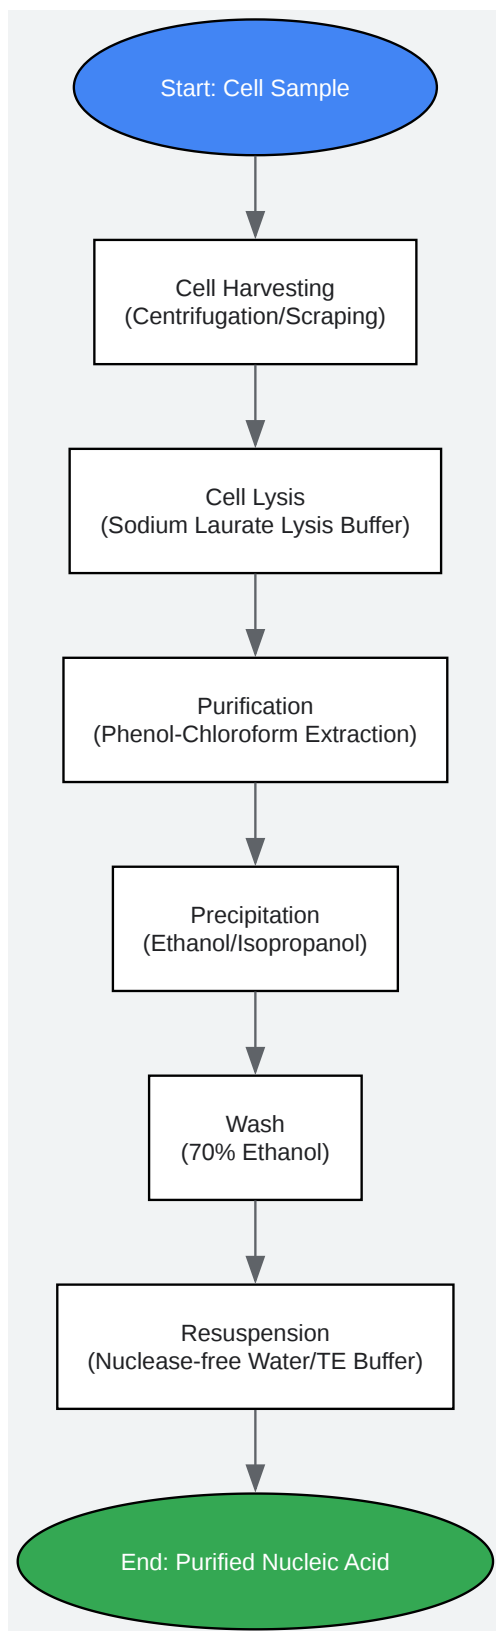 Start: Cell Sample
Cell Harvesting
(Centrifugation/Scraping)
Cell Lysis
(Sodium Laurate Lysis Buffer)
Purification
(Phenol-Chloroform Extraction)
Precipitation
(Ethanol/Isopropanol)
Wash
(70% Ethanol)
Resuspension
(Nuclease-free Water/TE Buffer)
End: Purified Nucleic Acid